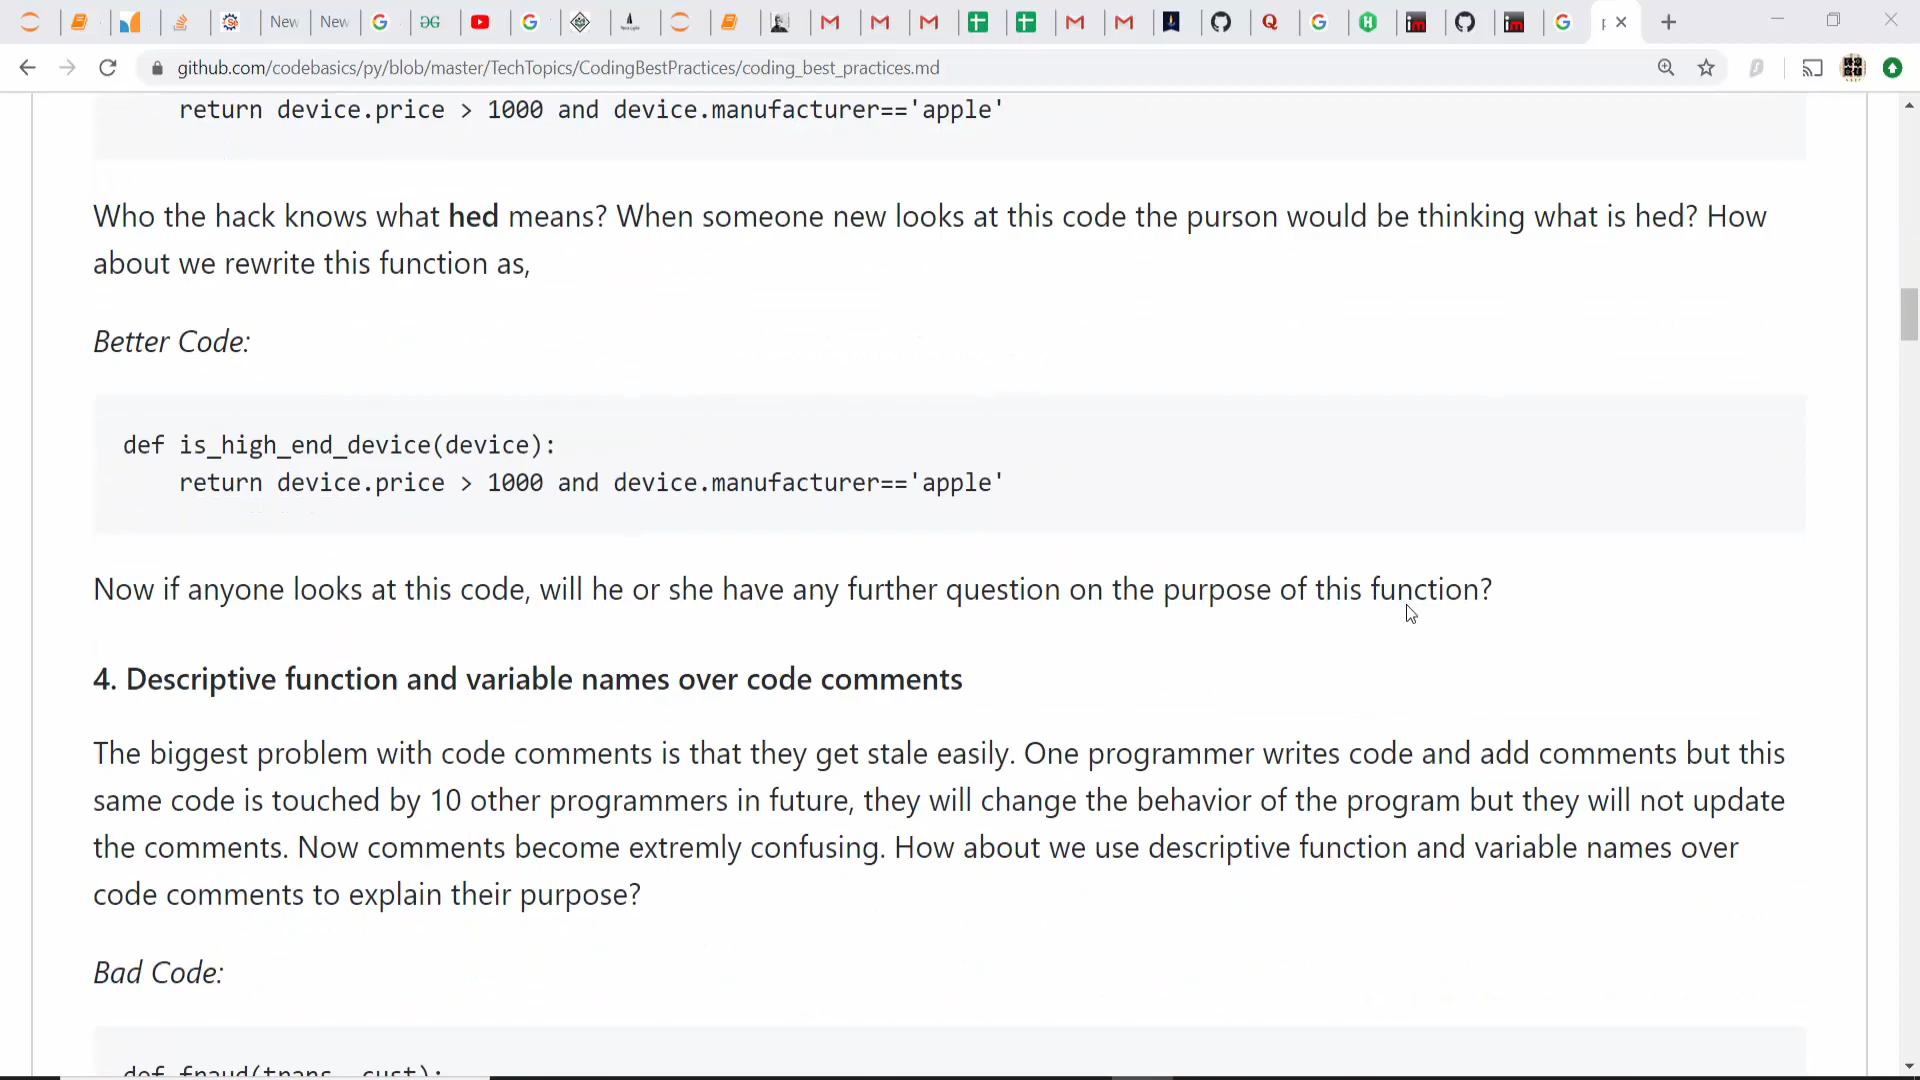 New
New
github.com/codebasics/py/blob/master/TechTopics/CodingBestPractices/coding_best_practices.md
return device.price > 1000 and device.manufacturer=='apple'
Who the hack knows what hed means? When someone new looks at this code the purson would be thinking what is hed? How
about we rewrite this function as,
Better Code:
def is_high_end_device(device):
return device.price > 1000 and device.manufacturer=='apple'
Now if anyone looks at this code, will he or she have any further question on the purpose of this function?
4. Descriptive function and variable names over code comments
The biggest problem with code comments is that they get stale easily. One programmer writes code and add comments but this
same code is touched by 10 other programmers in future, they will change the behavior of the program but they will not update
the comments. Now comments become extremly confusing. How about we use descriptive function and variable names over
code comments to explain their purpose?
Bad Code:
def fraud(trans, cust):